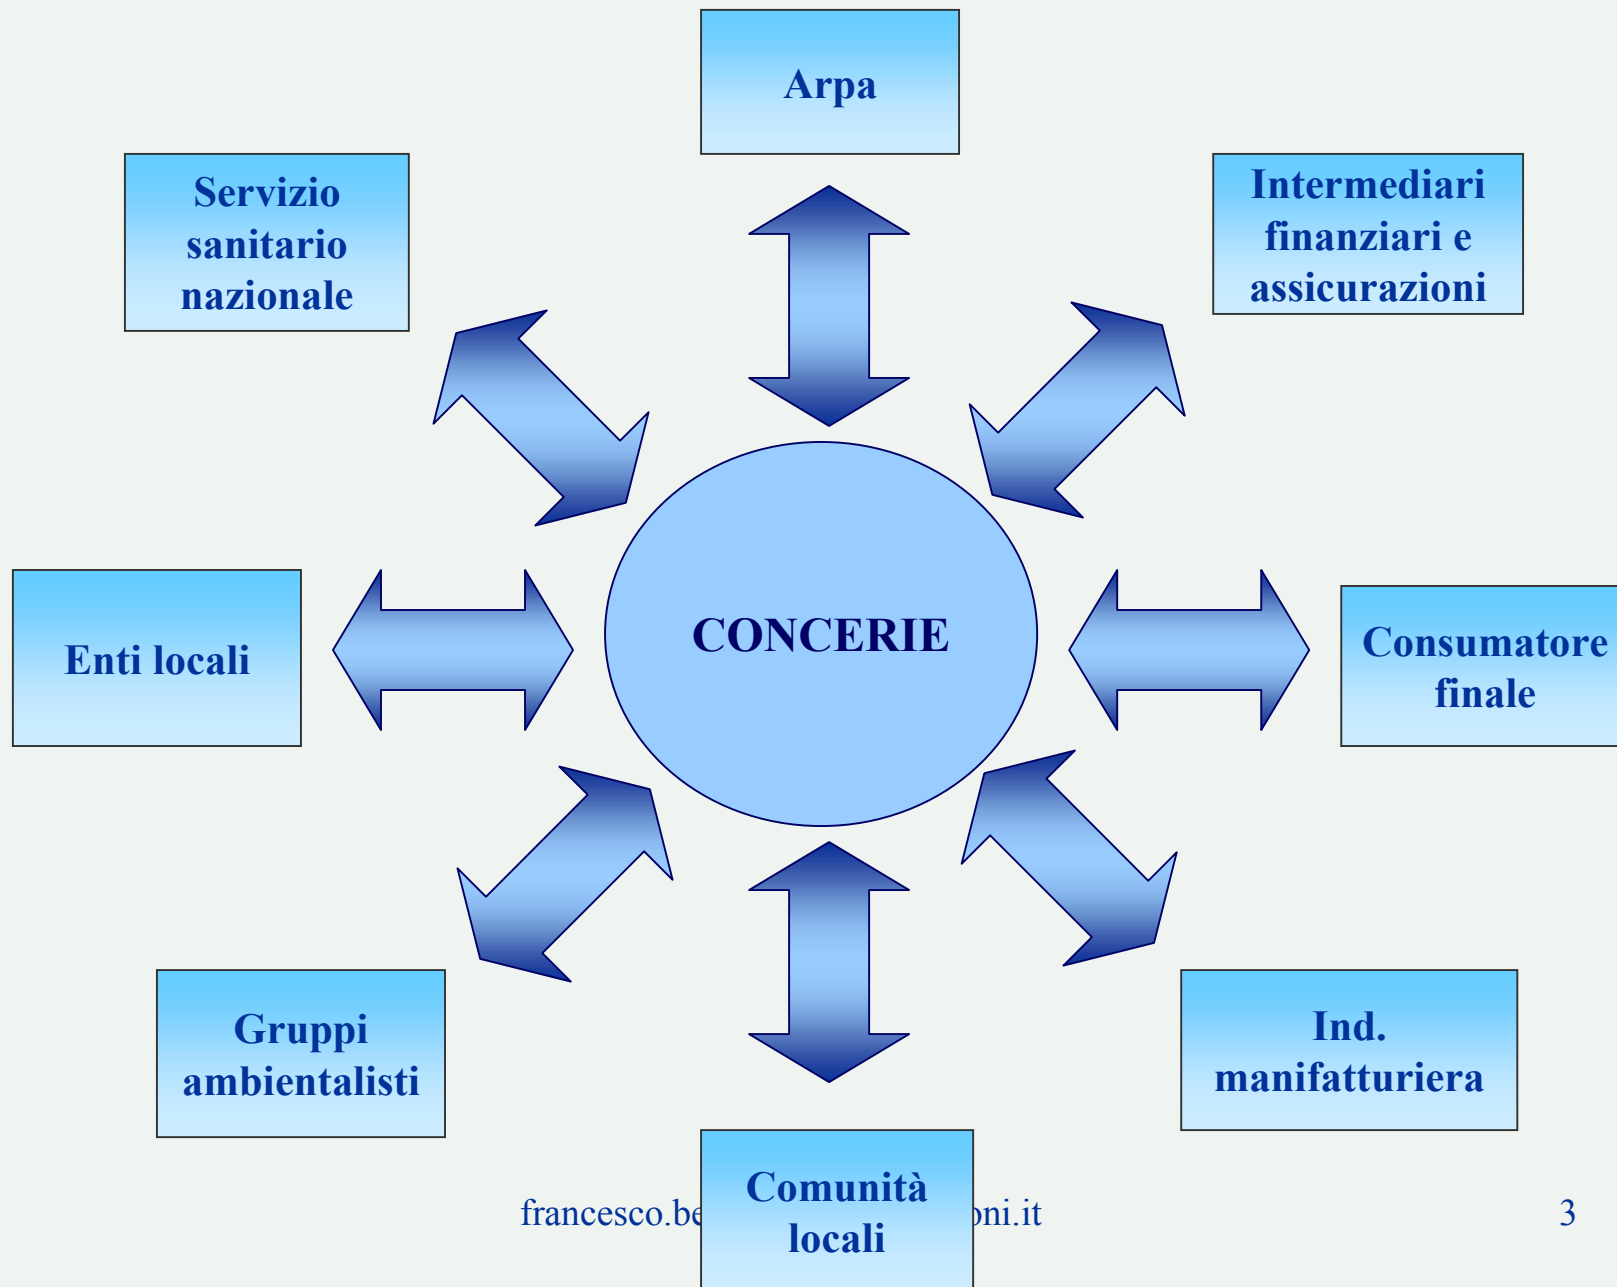 Arpa
Servizio
sanitario
nazionale
Intermediari
finanziari e
assicurazioni
CONCERIE
Enti locali
Consumatore
finale
Gruppi
ambientalisti
Ind.
manifatturiera
Comunità
locali
3